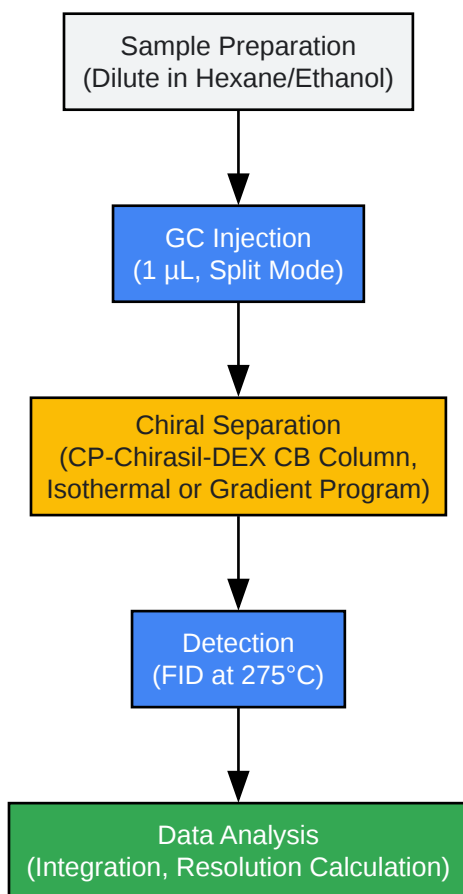 Sample Preparation
(Dilute in Hexane/Ethanol)
GC Injection
(1 µL, Split Mode)
Chiral Separation
(CP-Chirasil-DEX CB Column,
Isothermal or Gradient Program)
Detection
(FID at 275°C)
Data Analysis
(Integration, Resolution Calculation)